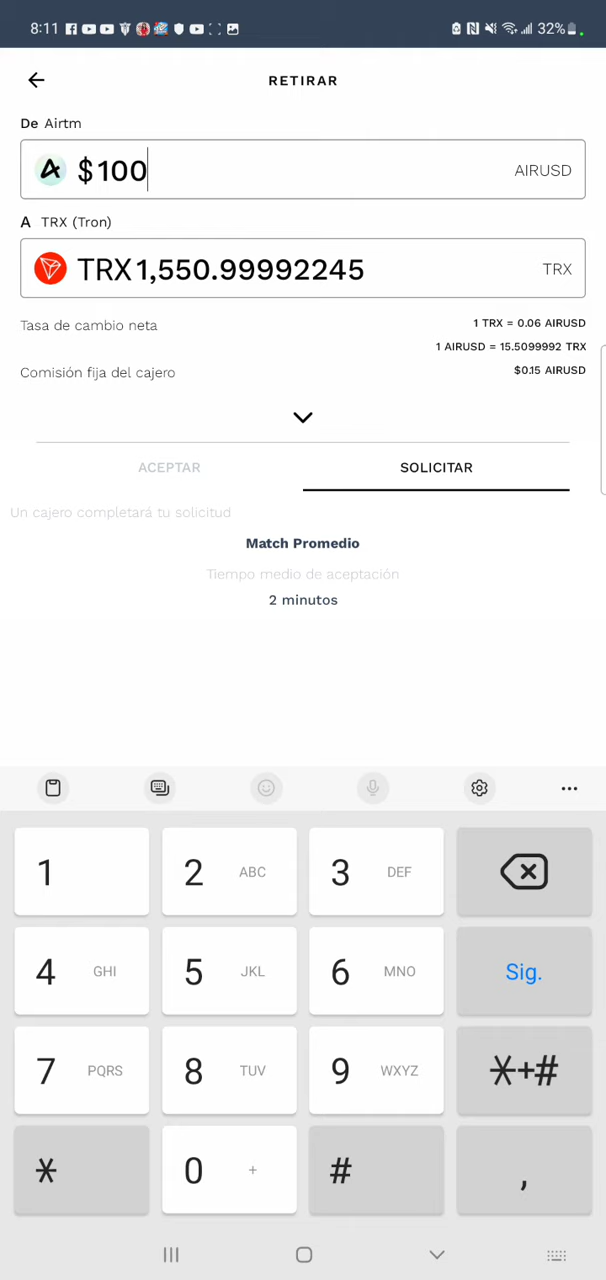 8:11 32%
RETIRAR
De Airtm
$100 AIRUSD
A TRX (Tron)
TRX1,550.99992245 TRX
Tasa de cambio neta 1 TRX = 0.06 AIRUSD
1 AIRUSD = 15.5099992 TRX
Comisión fija del cajero $0.15 AIRUSD
ACEPTAR SOLICITAR
Un cajero completará tu solicitud
Match Promedio
Tiempo medio de aceptación
2 minutos
1 2 ABC 3 DEF
4 GHI 5 JKL 6 MNO Sig.
7 PQRS 8 TUV 9 WXYZ *+#
* 0 + # ,